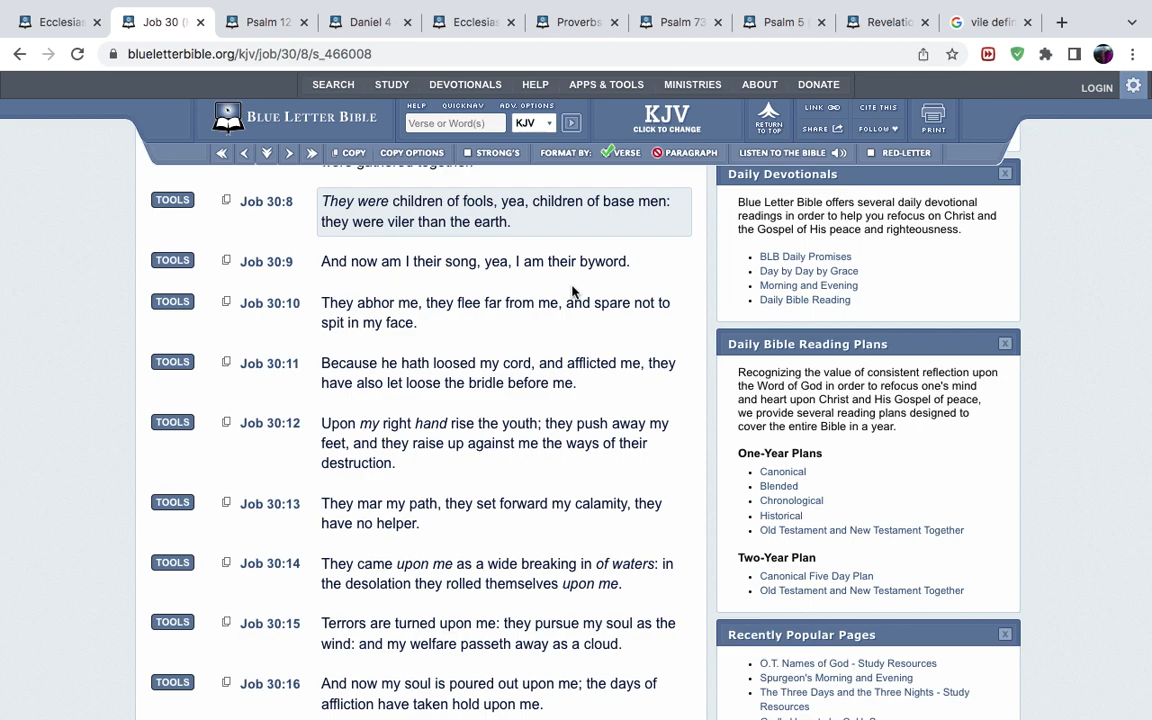 Ecclesias
Job 30 (
Psalm 12
Daniel 4
Ecclesias
Proverbs
Psalm 73
Psalm 5
Revelatio
vile defin
blueletterbible.org/kjv/job/30/8/s_466008
SEARCH STUDY DEVOTIONALS HELP APPS & TOOLS MINISTRIES ABOUT DONATE
LOGIN
BLUE LETTER BIBLE
HELP QUICKNAV ADV. OPTIONS
Verse or Word(s) KJV
KJV
CLICK TO CHANGE
RETURN
TO TOP
LINK
CITE THIS
SHARE
FOLLOW
PRINT
COPY COPY OPTIONS STRONG'S FORMAT BY: VERSE PARAGRAPH LISTEN TO THE BIBLE RED-LETTER
were gathered together.
TOOLS Job 30:8 They were children of fools, yea, children of base men:
they were viler than the earth.
TOOLS Job 30:9 And now am I their song, yea, I am their byword.
TOOLS Job 30:10 They abhor me, they flee far from me, and spare not to
spit in my face.
TOOLS Job 30:11 Because he hath loosed my cord, and afflicted me, they
have also let loose the bridle before me.
TOOLS Job 30:12 Upon my right hand rise the youth; they push away my
feet, and they raise up against me the ways of their
destruction.
TOOLS Job 30:13 They mar my path, they set forward my calamity, they
have no helper.
TOOLS Job 30:14 They came upon me as a wide breaking in of waters: in
the desolation they rolled themselves upon me.
TOOLS Job 30:15 Terrors are turned upon me: they pursue my soul as the
wind: and my welfare passeth away as a cloud.
TOOLS Job 30:16 And now my soul is poured out upon me; the days of
affliction have taken hold upon me.
Daily Devotionals
Blue Letter Bible offers several daily devotional
readings in order to help you refocus on Christ and
the Gospel of His peace and righteousness.
BLB Daily Promises
Day by Day by Grace
Morning and Evening
Daily Bible Reading
Daily Bible Reading Plans
Recognizing the value of consistent reflection upon
the Word of God in order to refocus one's mind
and heart upon Christ and His Gospel of peace,
we provide several reading plans designed to
cover the entire Bible in a year.
One-Year Plans
Canonical
Blended
Chronological
Historical
Old Testament and New Testament Together
Two-Year Plan
Canonical Five Day Plan
Old Testament and New Testament Together
Recently Popular Pages
O.T. Names of God - Study Resources
Spurgeon's Morning and Evening
The Three Days and the Three Nights - Study
Resources